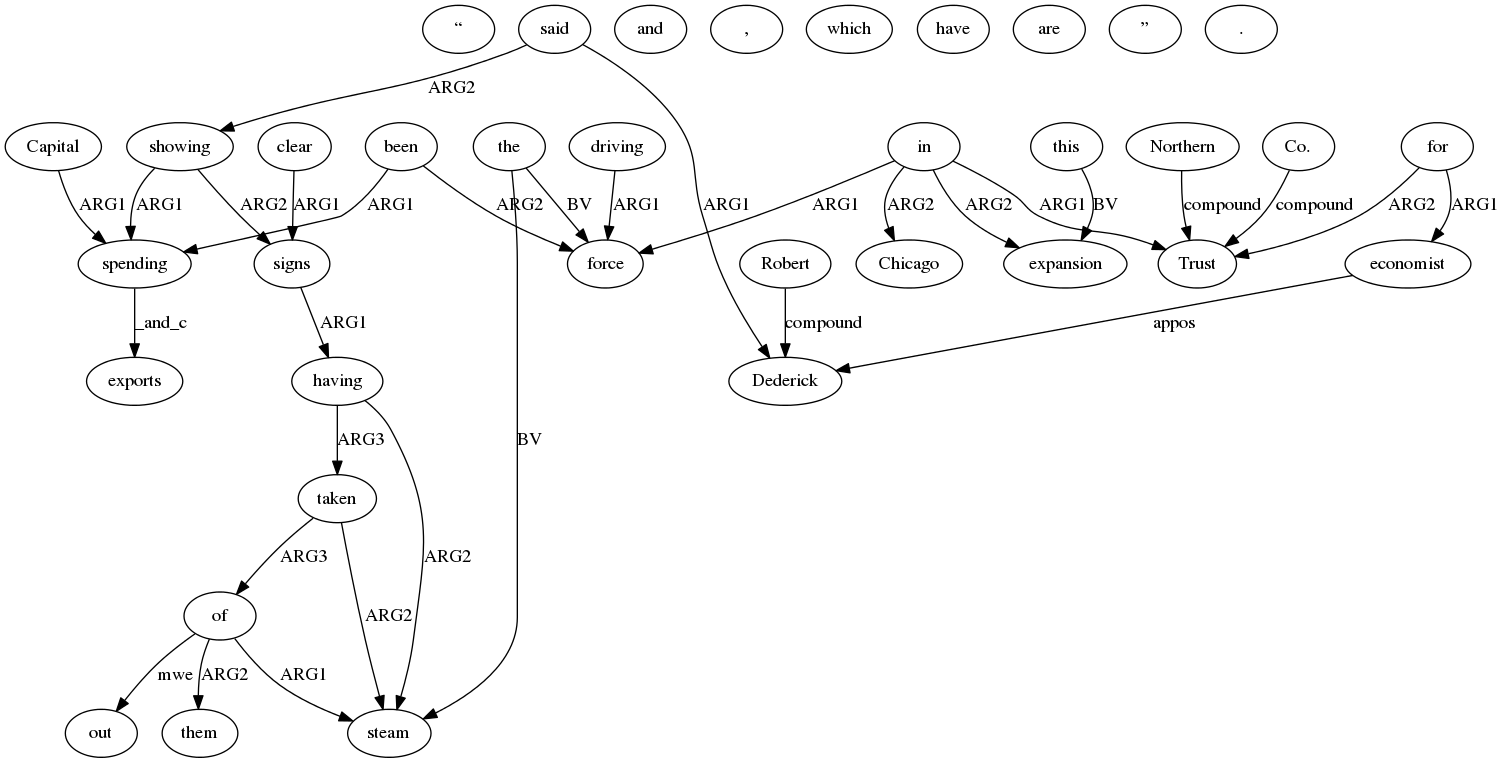 “ said and , which have are ” .
ARG2
Capital showing clear been the driving in this Northern Co. for
ARG1 ARG1 ARG2 ARG1 ARG1 ARG2 BV ARG1 ARG1 ARG1 ARG2 ARG2 ARG1 BV compound compound ARG2 ARG1
spending signs force Robert Chicago expansion Trust economist
_and_c ARG1 compound appos
exports having Dederick
ARG3 BV
taken
ARG3 ARG2
of ARG2
mwe ARG2 ARG1
out them steam